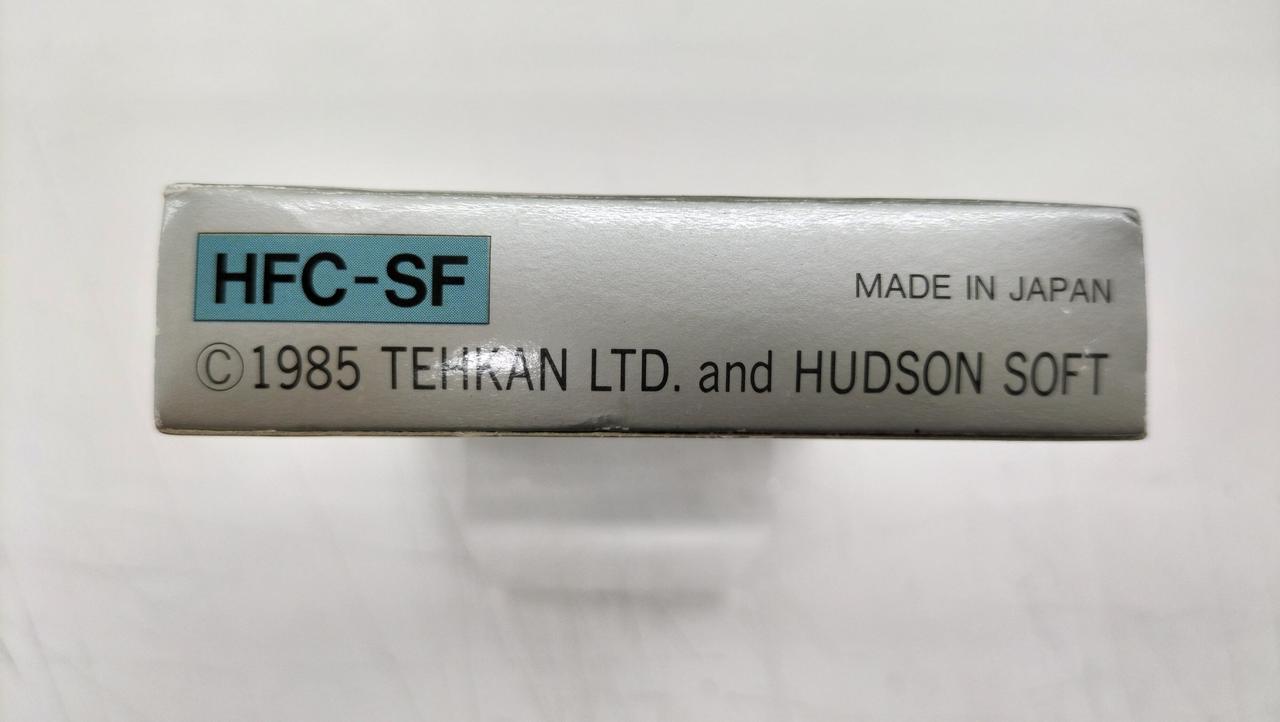 HFC-SF
MADE IN JAPAN
©1985 TEHKAN LTD. and HUDSON SOFT